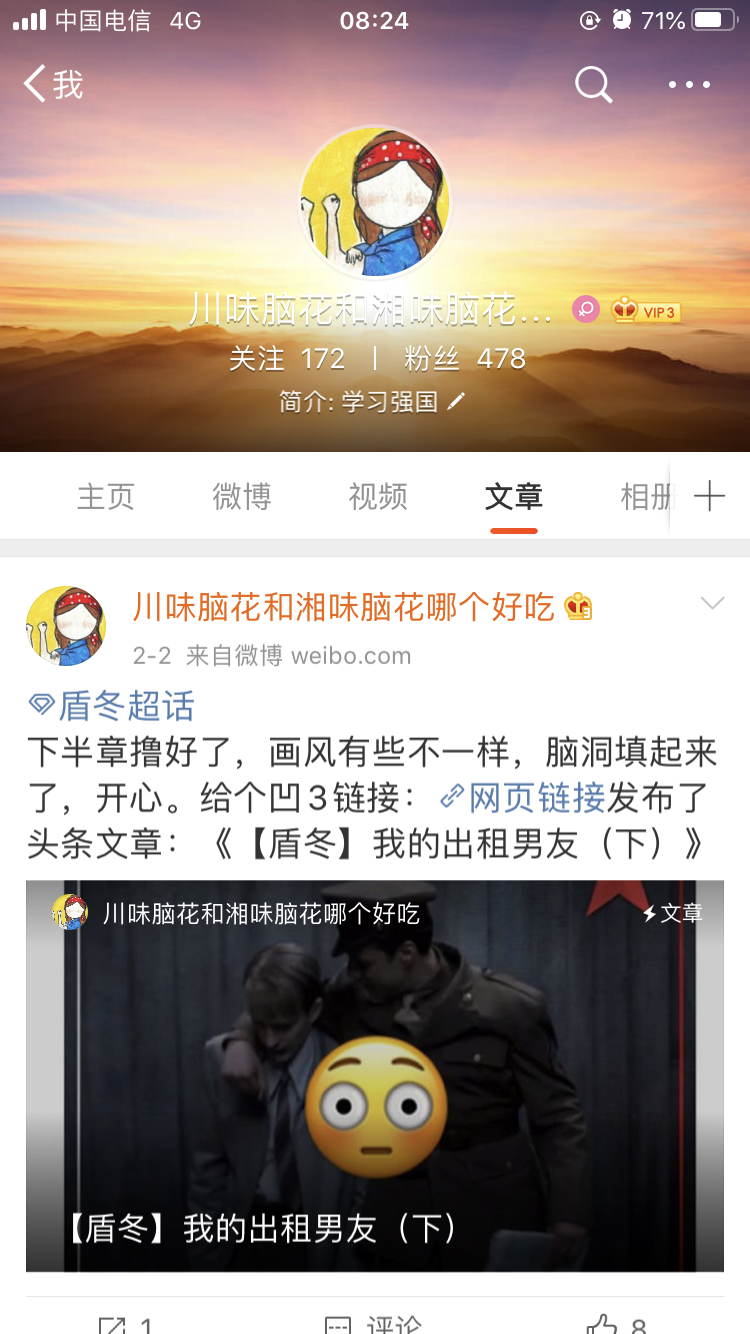 中国电信 4G 08:24 71%
我
川味脑花和湘味脑花... VIP 3
关注 172 | 粉丝 478
简介: 学习强国
主页 微博 视频 文章 相册
川味脑花和湘味脑花哪个好吃
2-2 来自微博 weibo.com
盾冬超话
下半章撸好了，画风有些不一样，脑洞填起来
了，开心。给个凹3链接：网页链接发布了
头条文章：《【盾冬】我的出租男友（下）》
川味脑花和湘味脑花哪个好吃 文章
【盾冬】我的出租男友（下）
1 评论 8